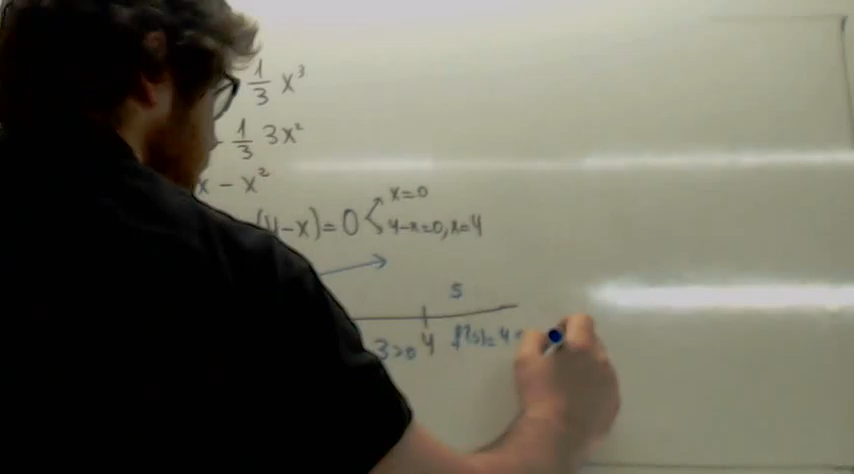 1/3 x³
- 1/3 3x²
x - x²
(4-x)=0 x=0
4-x=0, x=4
5
3>0 4 f'(5)=4